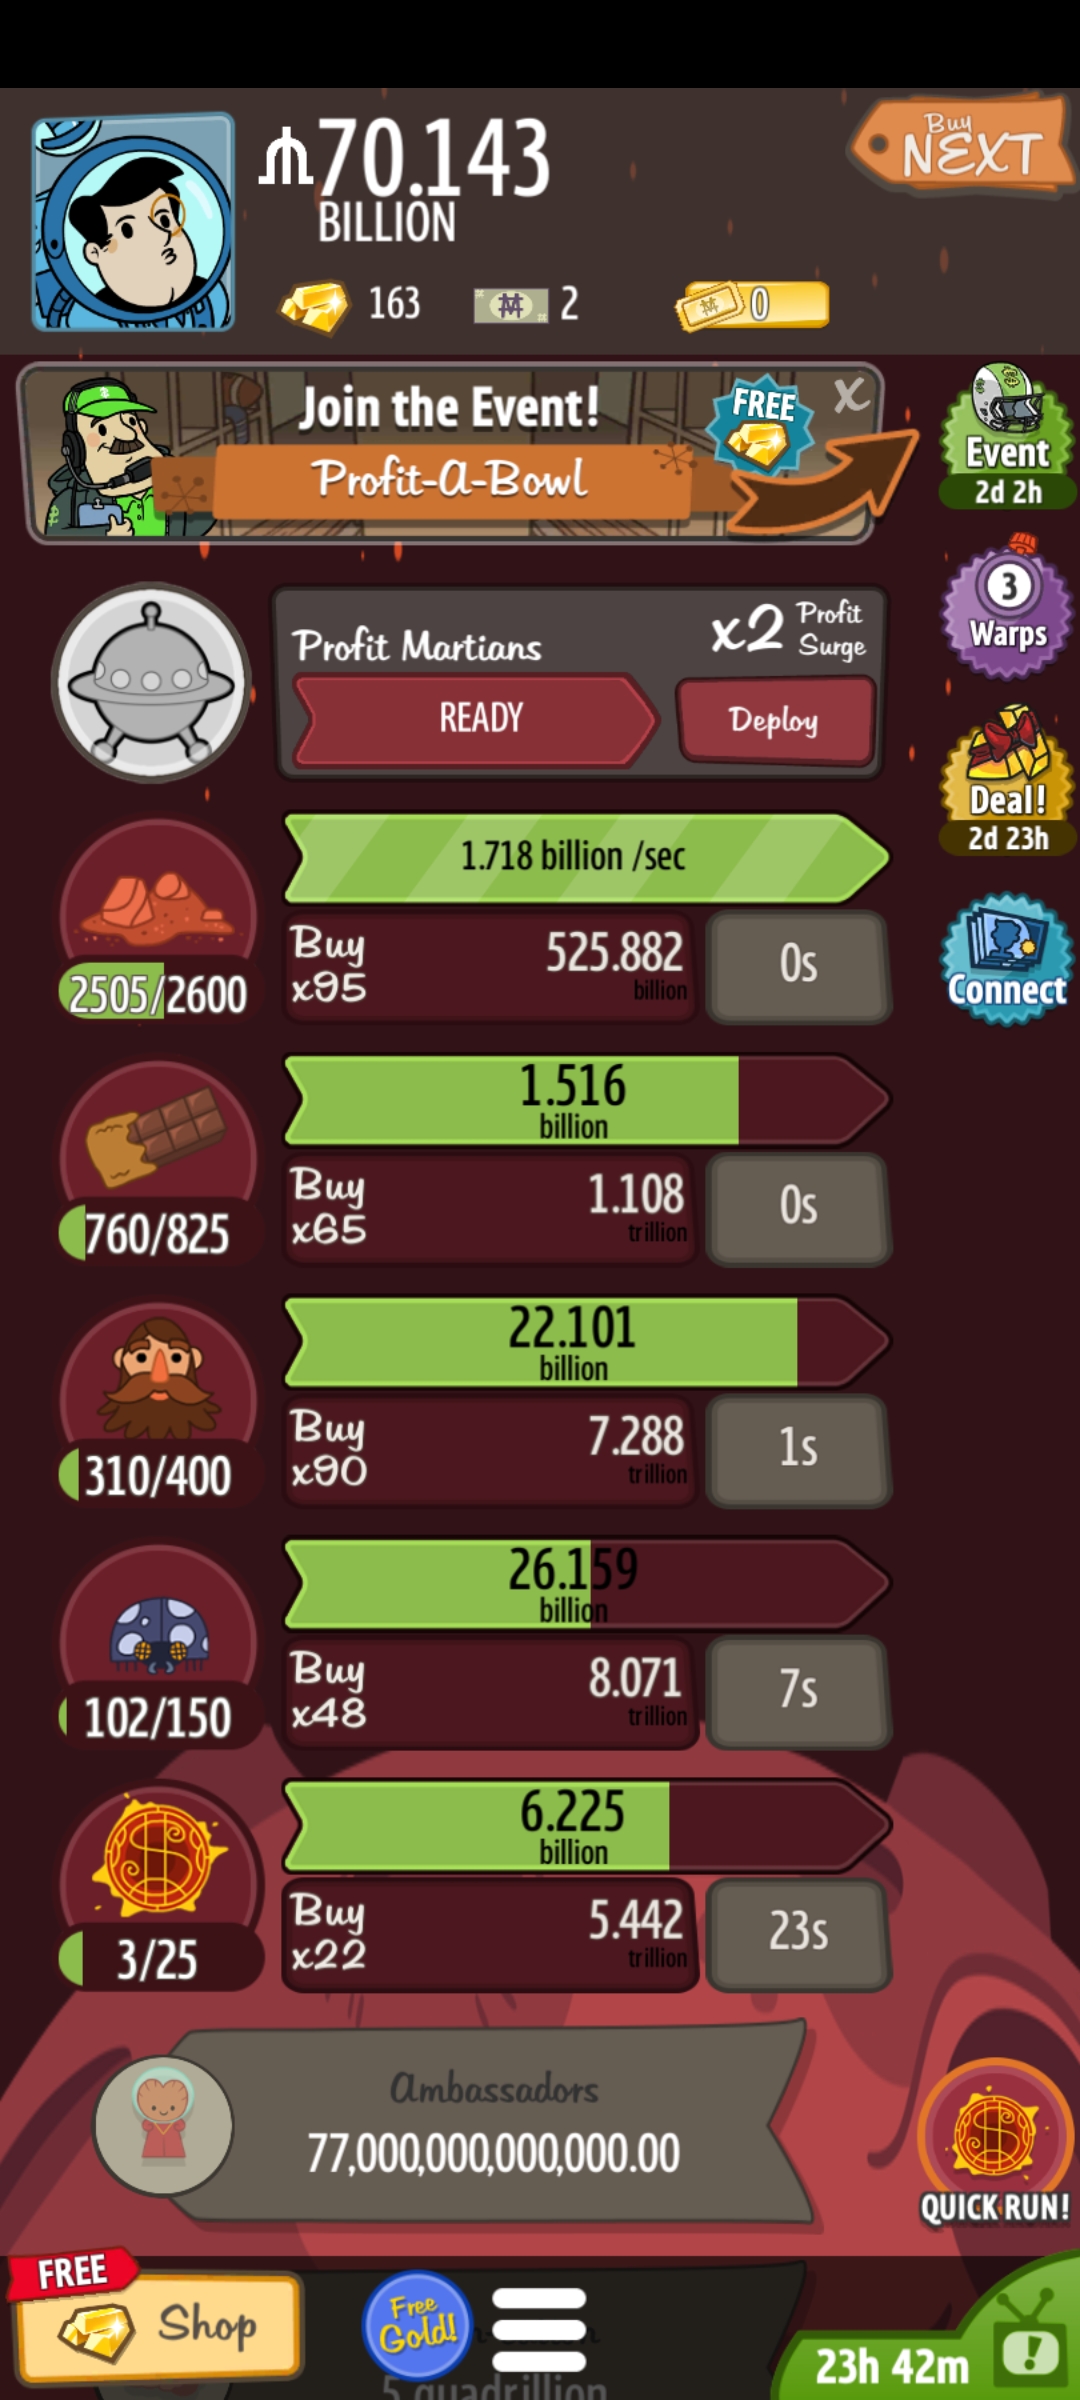 70.143
BILLION
Buy
NEXT
163
2
0
Join the Event!
Profit-A-Bowl
FREE
X
Event
2d 2h
3
Warps
Profit Martians
x2 Profit
Surge
READY
Deploy
Deal!
2d 23h
1.718 billion /sec
Buy
x95
525.882
billion
0s
2505/2600
Connect
1.516
billion
Buy
x65
1.108
trillion
0s
760/825
22.101
billion
Buy
x90
7.288
trillion
1s
310/400
26.159
billion
Buy
x48
8.071
trillion
7s
102/150
6.225
billion
Buy
x22
5.442
trillion
23s
3/25
Ambassadors
77,000,000,000,000.00
QUICK RUN!
FREE
Shop
Free
Gold!
5 quadrillion
23h 42m